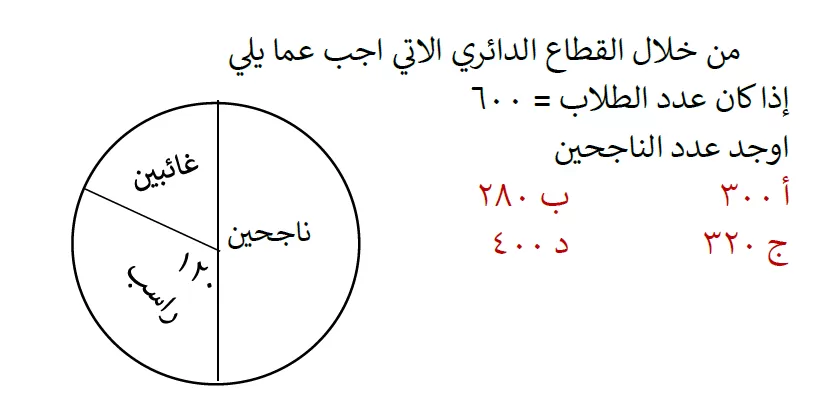 من خلال القطاع الدائري الاتي اجب عما يلي
إذا كان عدد الطلاب = ٦٠٠
اوجد عدد الناجحين
أ ٣٠٠ ب ٢٨٠
ج ٣٢٠ د ٤٠٠
غائبين
ناجحين
١٢٠
راسب